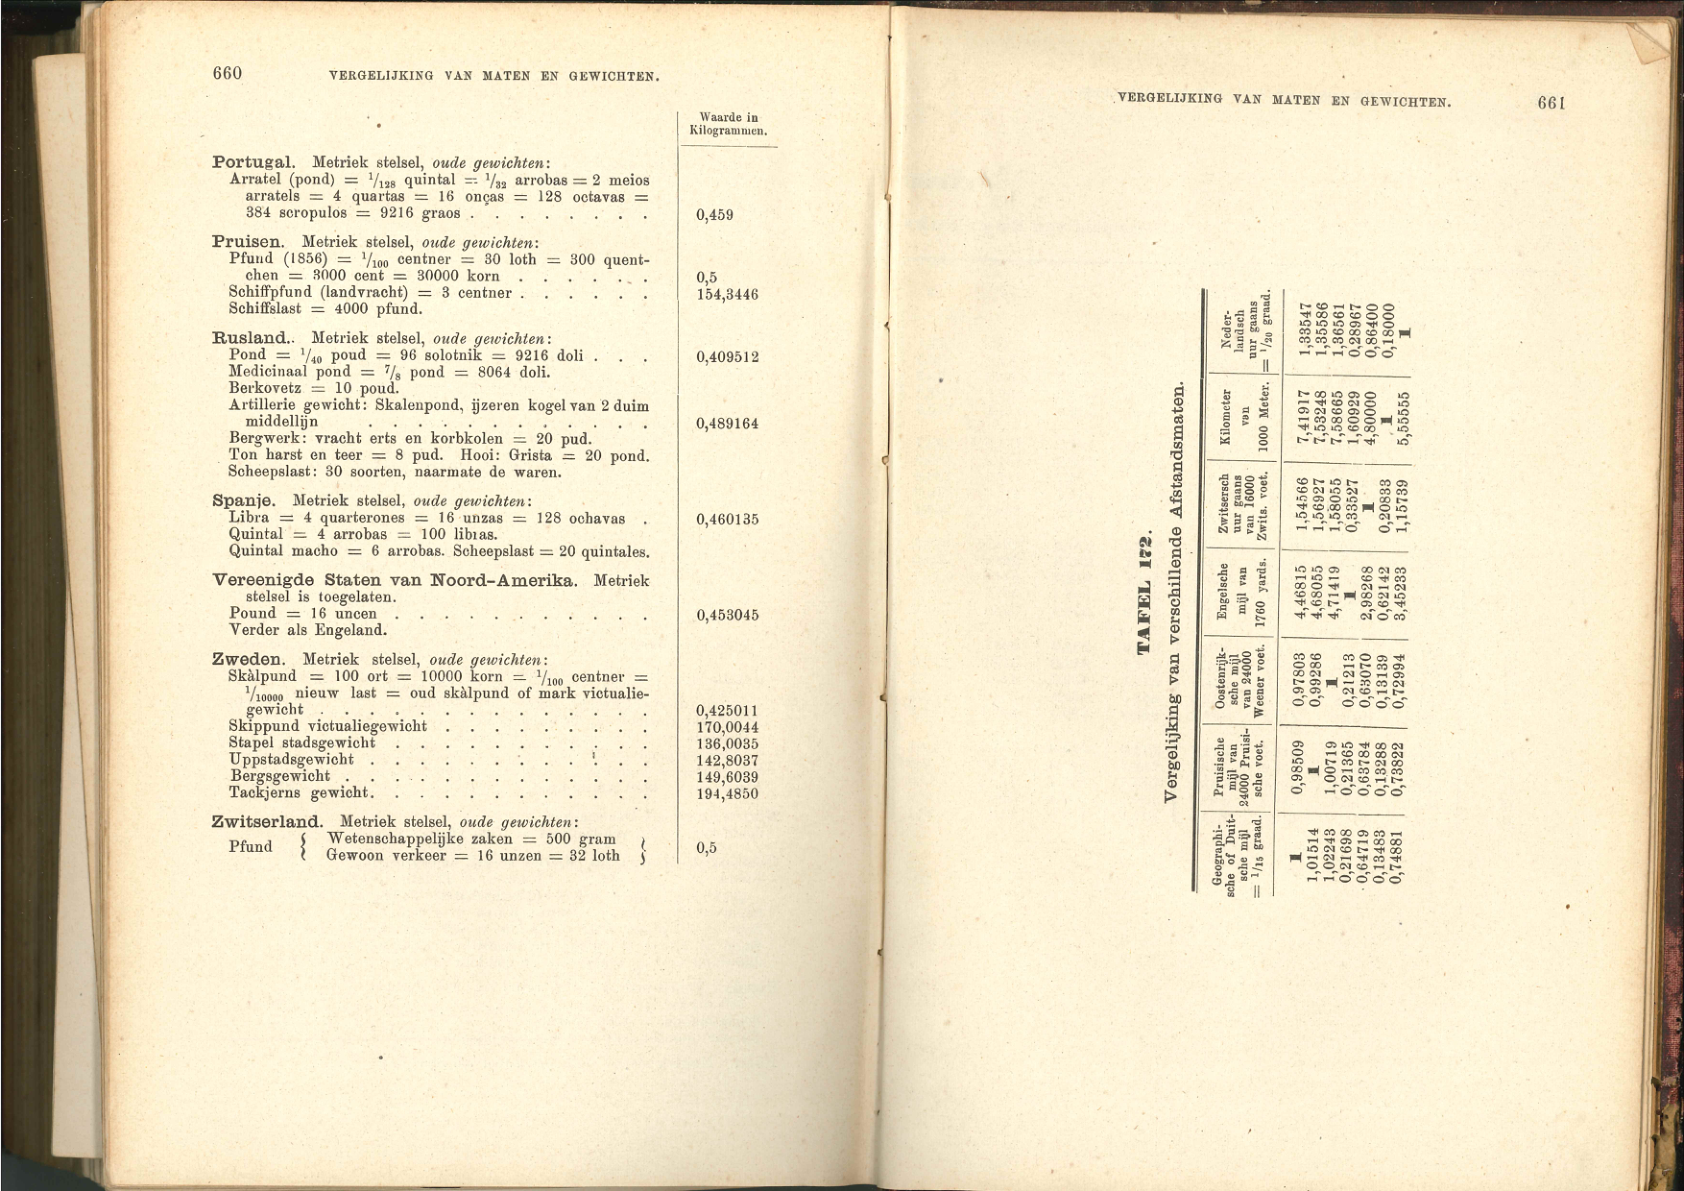 660 VERGELIJKING VAN MATEN EN GEWICHTEN.
Waarde in
Kilogrammen.
Portugal. Metriek stelsel, oude gewichten:
Arratel (pond) = 1/128 quintal = 1/32 arrobas = 2 meios
arratels = 4 quartas = 16 onças = 128 octavas =
384 scropulos = 9216 graos . . . . . . . . 0,459
Pruisen. Metriek stelsel, oude gewichten:
Pfund (1856) = 1/100 centner = 30 loth = 300 quent-
chen = 3000 cent = 30000 korn . . . . . . 0,5
Schiffpfund (landvracht) = 3 centner . . . . . . 154,3446
Schiffslast = 4000 pfund.
Rusland.. Metriek stelsel, oude gewichten:
Pond = 1/40 poud = 96 solotnik = 9216 doli . . . 0,409512
Medicinaal pond = 7/8 pond = 8064 doli.
Berkovetz = 10 poud.
Artillerie gewicht: Skalenpond, ijzeren kogel van 2 duim
middellijn . . . . . . . . . . . . 0,489164
Bergwerk: vracht erts en korbkolen = 20 pud.
Ton harst en teer = 8 pud. Hooi: Grista = 20 pond.
Scheepslast: 30 soorten, naarmate de waren.
Spanje. Metriek stelsel, oude gewichten:
Libra = 4 quarterones = 16 unzas = 128 ochavas . 0,460135
Quintal = 4 arrobas = 100 libras.
Quintal macho = 6 arrobas. Scheepslast = 20 quintales.
Vereenigde Staten van Noord-Amerika. Metriek
stelsel is toegelaten.
Pound = 16 uncen . . . . . . . . . . . 0,453045
Verder als Engeland.
Zweden. Metriek stelsel, oude gewichten:
Skàlpund = 100 ort = 10000 korn = 1/100 centner =
1/10000 nieuw last = oud skàlpund of mark victualie-
gewicht . . . . . . . . . . . . . . 0,425011
Skippund victualiegewicht . . . . . . . . . 170,0044
Stapel stadsgewicht . . . . . . . . . . . 136,0035
Uppstadsgewicht . . . . . . . . . . . . 142,8037
Bergsgewicht . . . . . . . . . . . . . 149,6039
Tackjerns gewicht. . . . . . . . . . . . 194,4850
Zwitserland. Metriek stelsel, oude gewichten:
Pfund { Wetenschappelijke zaken = 500 gram
Gewoon verkeer = 16 unzen = 32 loth } 0,5
VERGELIJKING VAN MATEN EN GEWICHTEN. 661
TAFEL 172.
Vergelijking van verschillende Afstandsmaten.
Geographi-
sche of Duit-
sche mijl
= 1/15 graad.
Pruisische
mijl van
24000 Pruisi-
sche voet.
Oostenrijk-
sche mijl
van 24000
Weener voet.
Engelsche
mijl van
1760 yards.
Zwitsersch
uur gaans
van 16000
Zwits. voet.
Kilometer
van
1000 Meter.
Neder-
landsch
uur gaans
= 1/20 graad.
1 0,98509 0,97803 4,46815 1,54566 7,41917 1,33547
1,01514 1 0,99286 4,68055 1,56927 7,53248 1,35586
1,02243 1,00719 1 4,71419 1,58055 7,58665 1,36561
0,21698 0,21365 0,21213 1 0,33527 1,60929 0,28967
0,64719 0,63784 0,63070 2,98268 1 4,80000 0,86400
0,13483 0,13288 0,13139 0,62142 0,20833 1 0,18000
0,74881 0,73822 0,72994 3,45233 1,15739 5,55555 1